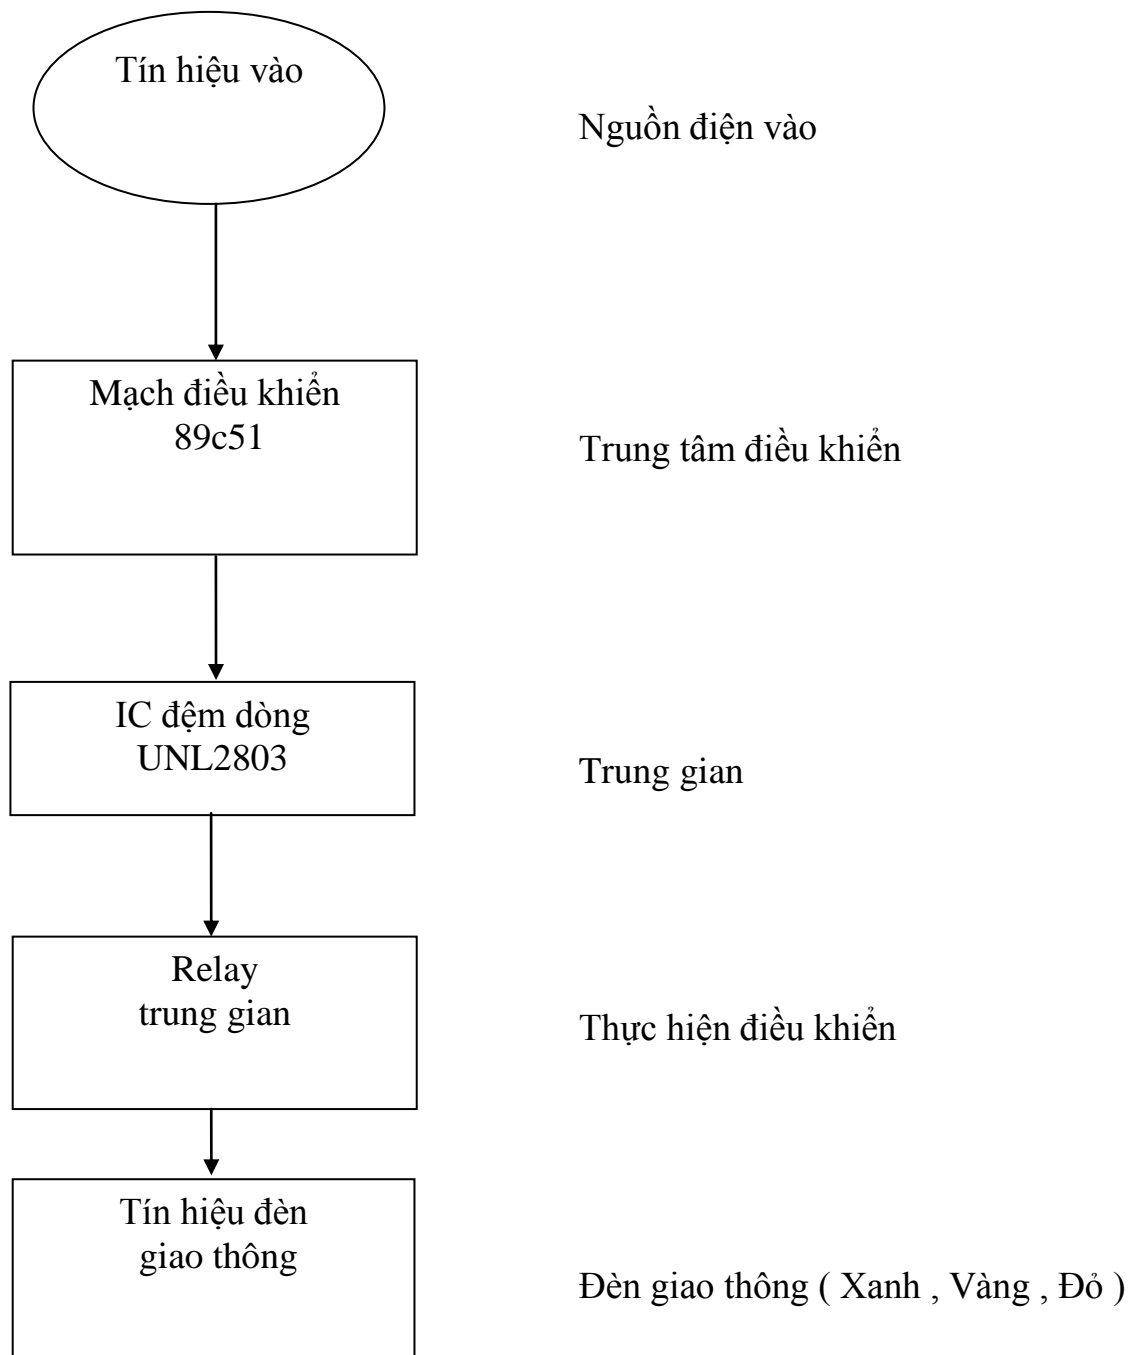 Tín hiệu vào
Nguồn điện vào
Mạch điều khiển
89c51
Trung tâm điều khiển
IC đệm dòng
UNL2803
Trung gian
Relay
trung gian
Thực hiện điều khiển
Tín hiệu đèn
giao thông
Đèn giao thông ( Xanh , Vàng , Đỏ )